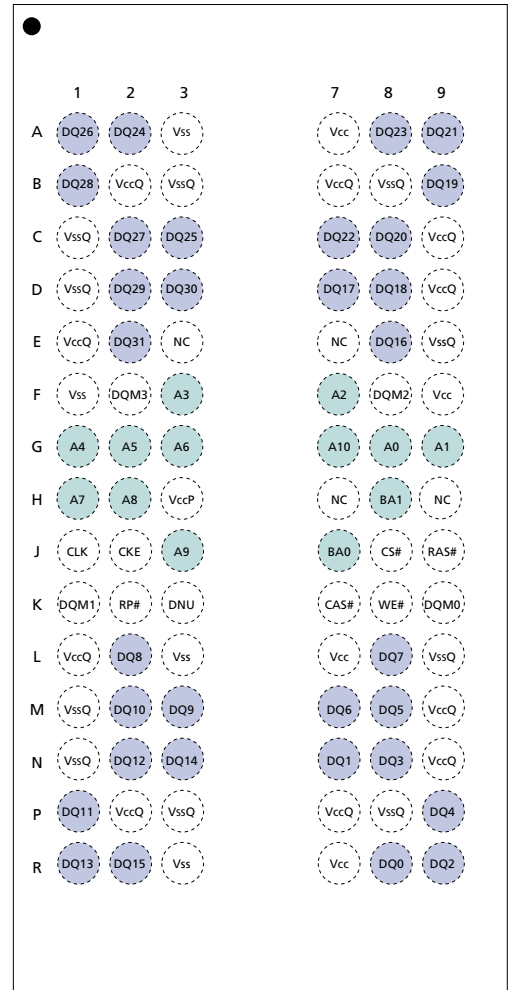 1 2 3 7 8 9
A DQ26 DQ24 Vss Vcc DQ23 DQ21
B DQ28 VccQ VssQ VccQ VssQ DQ19
C VssQ DQ27 DQ25 DQ22 DQ20 VccQ
D VssQ DQ29 DQ30 DQ17 DQ18 VccQ
E VccQ DQ31 NC NC DQ16 VssQ
F Vss DQM3 A3 A2 DQM2 Vcc
G A4 A5 A6 A10 A0 A1
H A7 A8 VccP NC BA1 NC
J CLK CKE A9 BA0 CS# RAS#
K DQM1 RP# DNU CAS# WE# DQM0
L VccQ DQ8 Vss Vcc DQ7 VssQ
M VssQ DQ10 DQ9 DQ6 DQ5 VccQ
N VssQ DQ12 DQ14 DQ1 DQ3 VccQ
P DQ11 VccQ VssQ VccQ VssQ DQ4
R DQ13 DQ15 Vss Vcc DQ0 DQ2